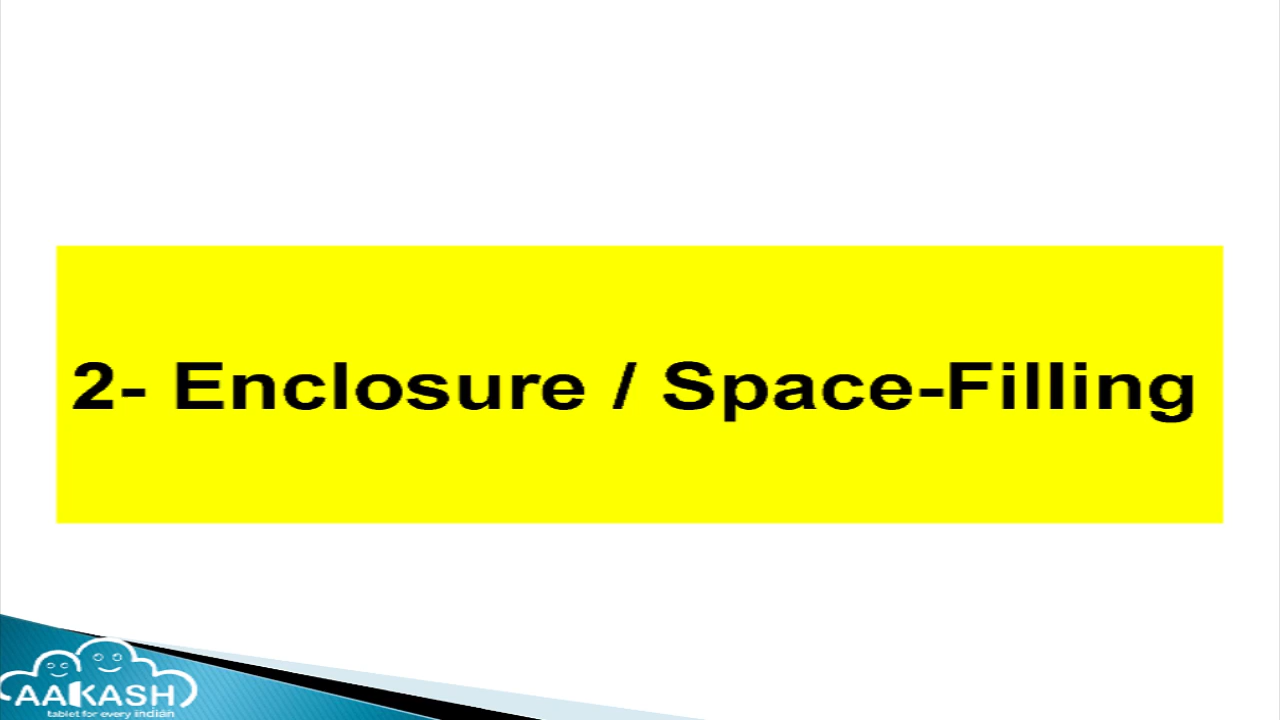 2- Enclosure / Space-Filling
AAKASH
tablet for every indian